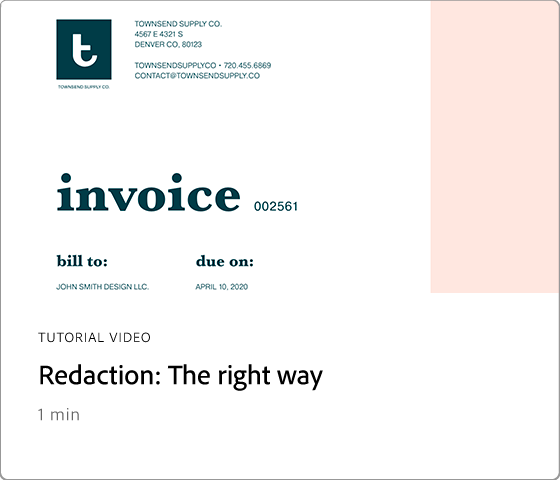 t
TOWNSEND SUPPLY CO.
TOWNSEND SUPPLY CO.
4567 E 4321 S
DENVER CO, 80123
TOWNSENDSUPPLYCO • 720.455.6869
CONTACT@TOWNSENDSUPPLY.CO
invoice 002561
bill to: due on:
JOHN SMITH DESIGN LLC. APRIL 10, 2020
TUTORIAL VIDEO
Redaction: The right way
1 min